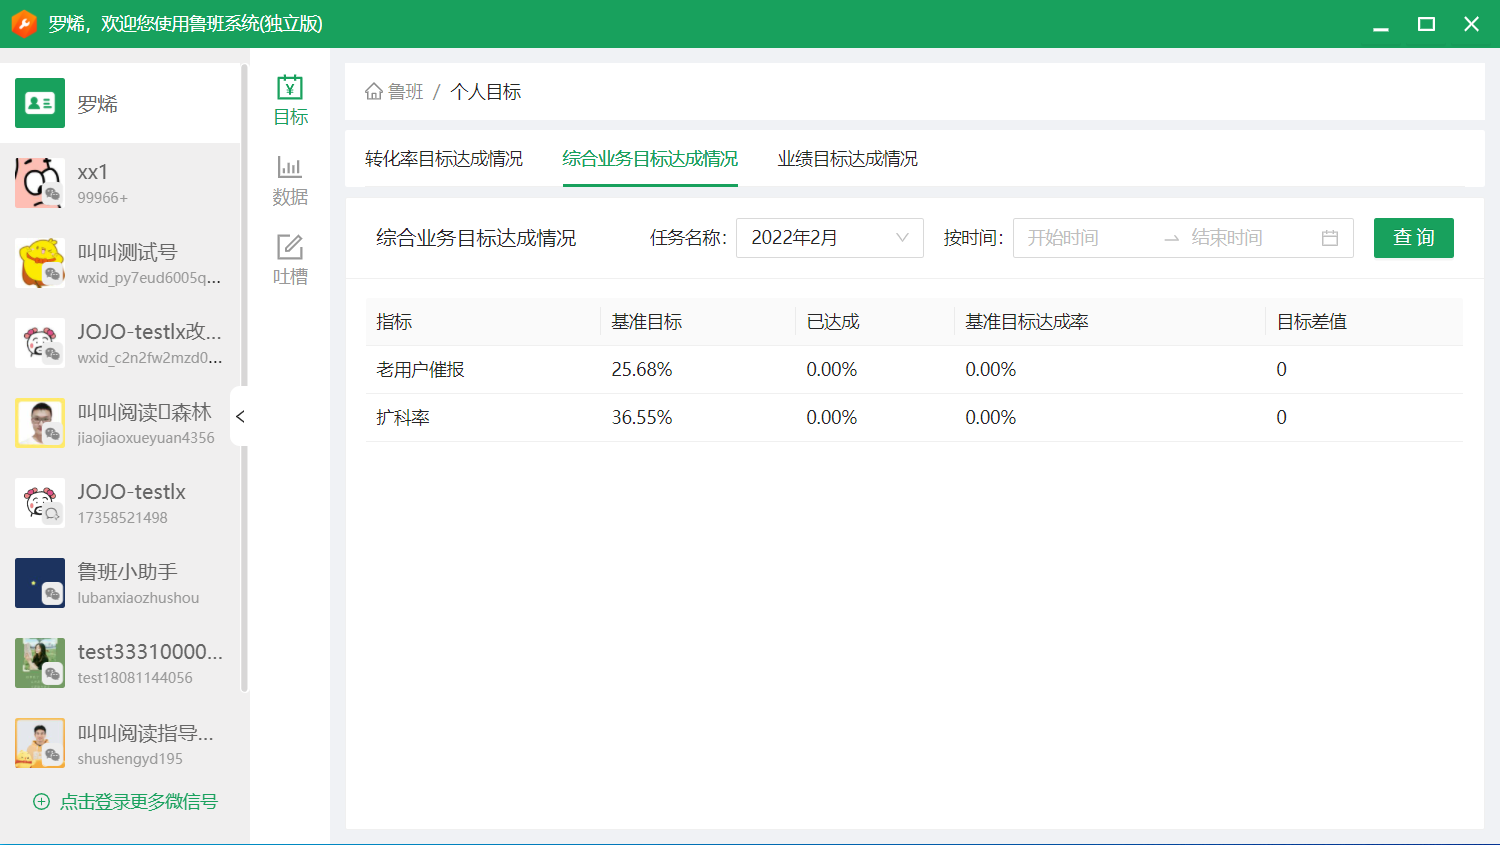 罗烯，欢迎您使用鲁班系统(独立版)
罗烯
xx1
99966+
叫叫测试号
wxid_py7eud6005q...
JOJO-testlx改...
wxid_c2n2fw2mzd0...
叫叫阅读▯森林
jiaojiaoxueyuan4356
JOJO-testlx
17358521498
鲁班小助手
lubanxiaozhushou
test33310000...
test18081144056
叫叫阅读指导...
shushengyd195
点击登录更多微信号
目标
数据
吐槽
鲁班 / 个人目标
转化率目标达成情况 综合业务目标达成情况 业绩目标达成情况
综合业务目标达成情况 任务名称: 2022年2月 按时间: 开始时间 → 结束时间 查 询
指标 基准目标 已达成 基准目标达成率 目标差值
老用户催报 25.68% 0.00% 0.00% 0
扩科率 36.55% 0.00% 0.00% 0